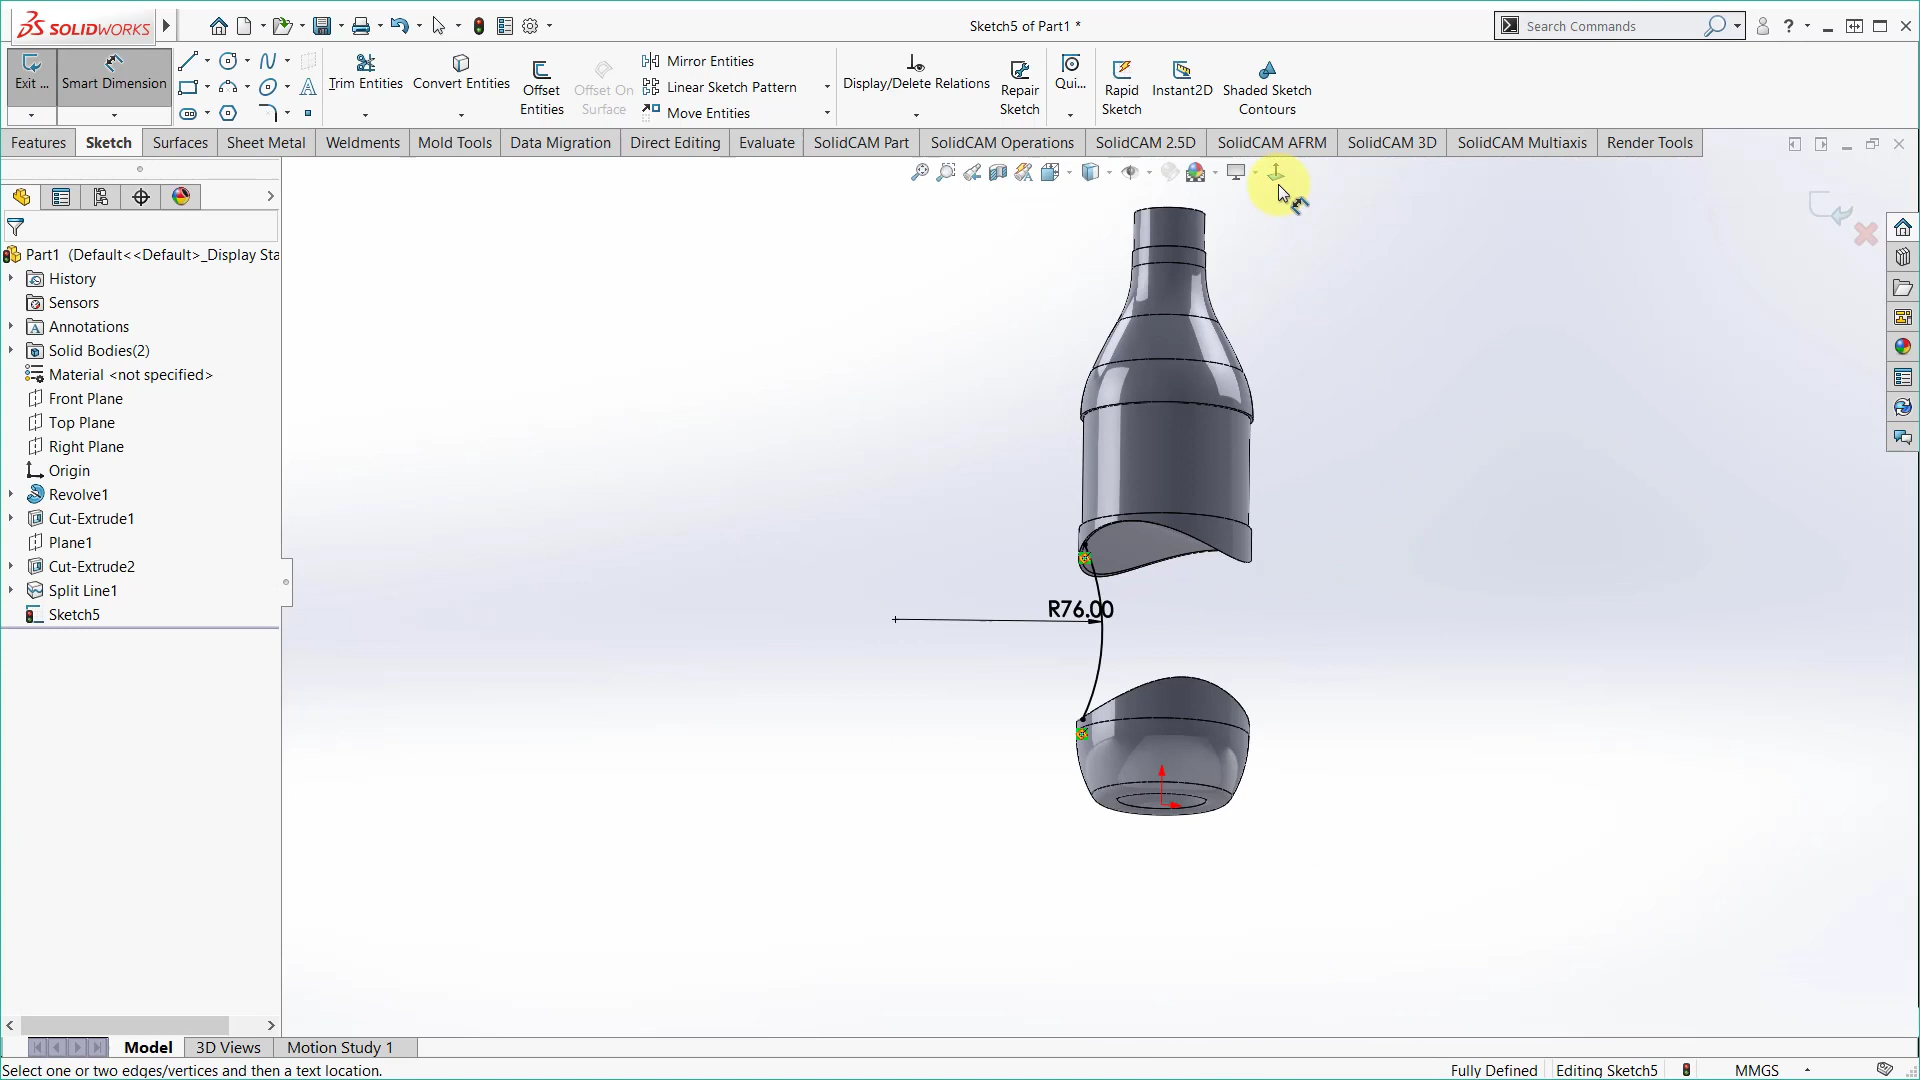 SOLIDWORKS
Sketch5 of Part1 *
Search Commands
Exit ...
Smart Dimension
Trim Entities
Convert Entities
Offset Entities
Offset On Surface
Mirror Entities
Linear Sketch Pattern
Move Entities
Display/Delete Relations
Repair Sketch
Qui...
Rapid Sketch
Instant2D
Shaded Sketch Contours
Features
Sketch
Surfaces
Sheet Metal
Weldments
Mold Tools
Data Migration
Direct Editing
Evaluate
SolidCAM Part
SolidCAM Operations
SolidCAM 2.5D
SolidCAM AFRM
SolidCAM 3D
SolidCAM Multiaxis
Render Tools
Part1 (Default<<Default>_Display Sta
History
Sensors
Annotations
Solid Bodies(2)
Material <not specified>
Front Plane
Top Plane
Right Plane
Origin
Revolve1
Cut-Extrude1
Plane1
Cut-Extrude2
Split Line1
Sketch5
R76.00
Model
3D Views
Motion Study 1
Select one or two edges/vertices and then a text location.
Fully Defined
Editing Sketch5
MMGS